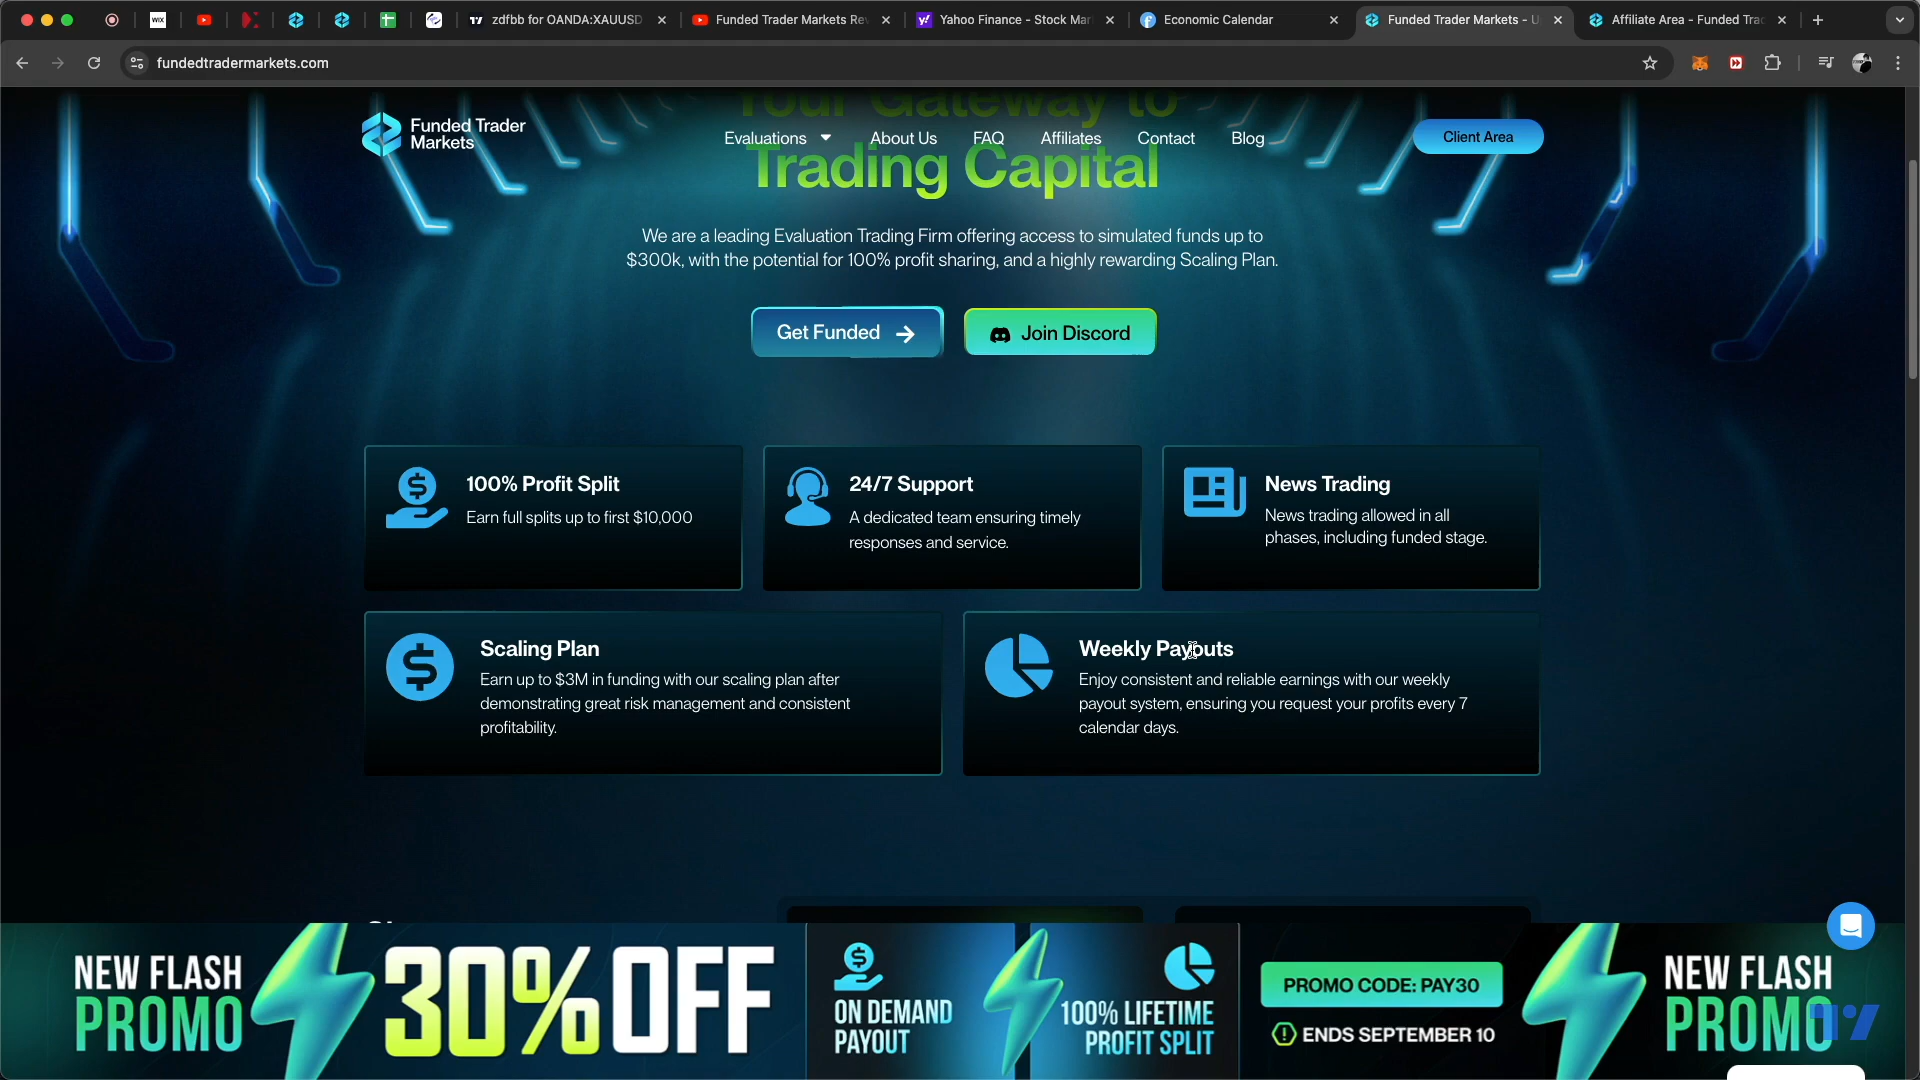 WIX
zdfbb for OANDA:XAUUSD
Funded Trader Markets Re
Yahoo Finance - Stock Mar
Economic Calendar
Funded Trader Markets - U
Affiliate Area - Funded Tra
fundedtradermarkets.com
Your Gateway to
Trading Capital
Funded Trader
Markets
Evaluations
About Us
FAQ
Affiliates
Contact
Blog
Client Area
We are a leading Evaluation Trading Firm offering access to simulated funds up to
$300k, with the potential for 100% profit sharing, and a highly rewarding Scaling Plan.
Get Funded
Join Discord
100% Profit Split
Earn full splits up to first $10,000
24/7 Support
A dedicated team ensuring timely
responses and service.
News Trading
News trading allowed in all
phases, including funded stage.
Scaling Plan
Earn up to $3M in funding with our scaling plan after
demonstrating great risk management and consistent
profitability.
Weekly Payouts
Enjoy consistent and reliable earnings with our weekly
payout system, ensuring you request your profits every 7
calendar days.
NEW FLASH
PROMO
30% OFF
ON DEMAND
PAYOUT
100% LIFETIME
PROFIT SPLIT
PROMO CODE: PAY30
ENDS SEPTEMBER 10
NEW FLASH
PROMO